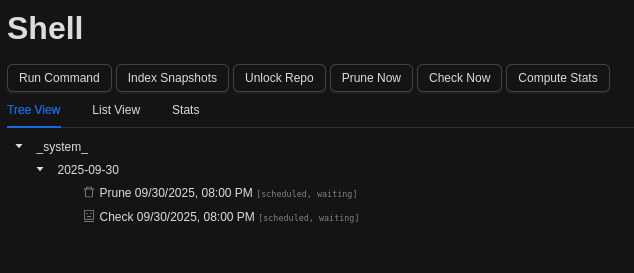 Shell
Run Command Index Snapshots Unlock Repo Prune Now Check Now Compute Stats
Tree View List View Stats
_system_
2025-09-30
Prune 09/30/2025, 08:00 PM [scheduled, waiting]
Check 09/30/2025, 08:00 PM [scheduled, waiting]